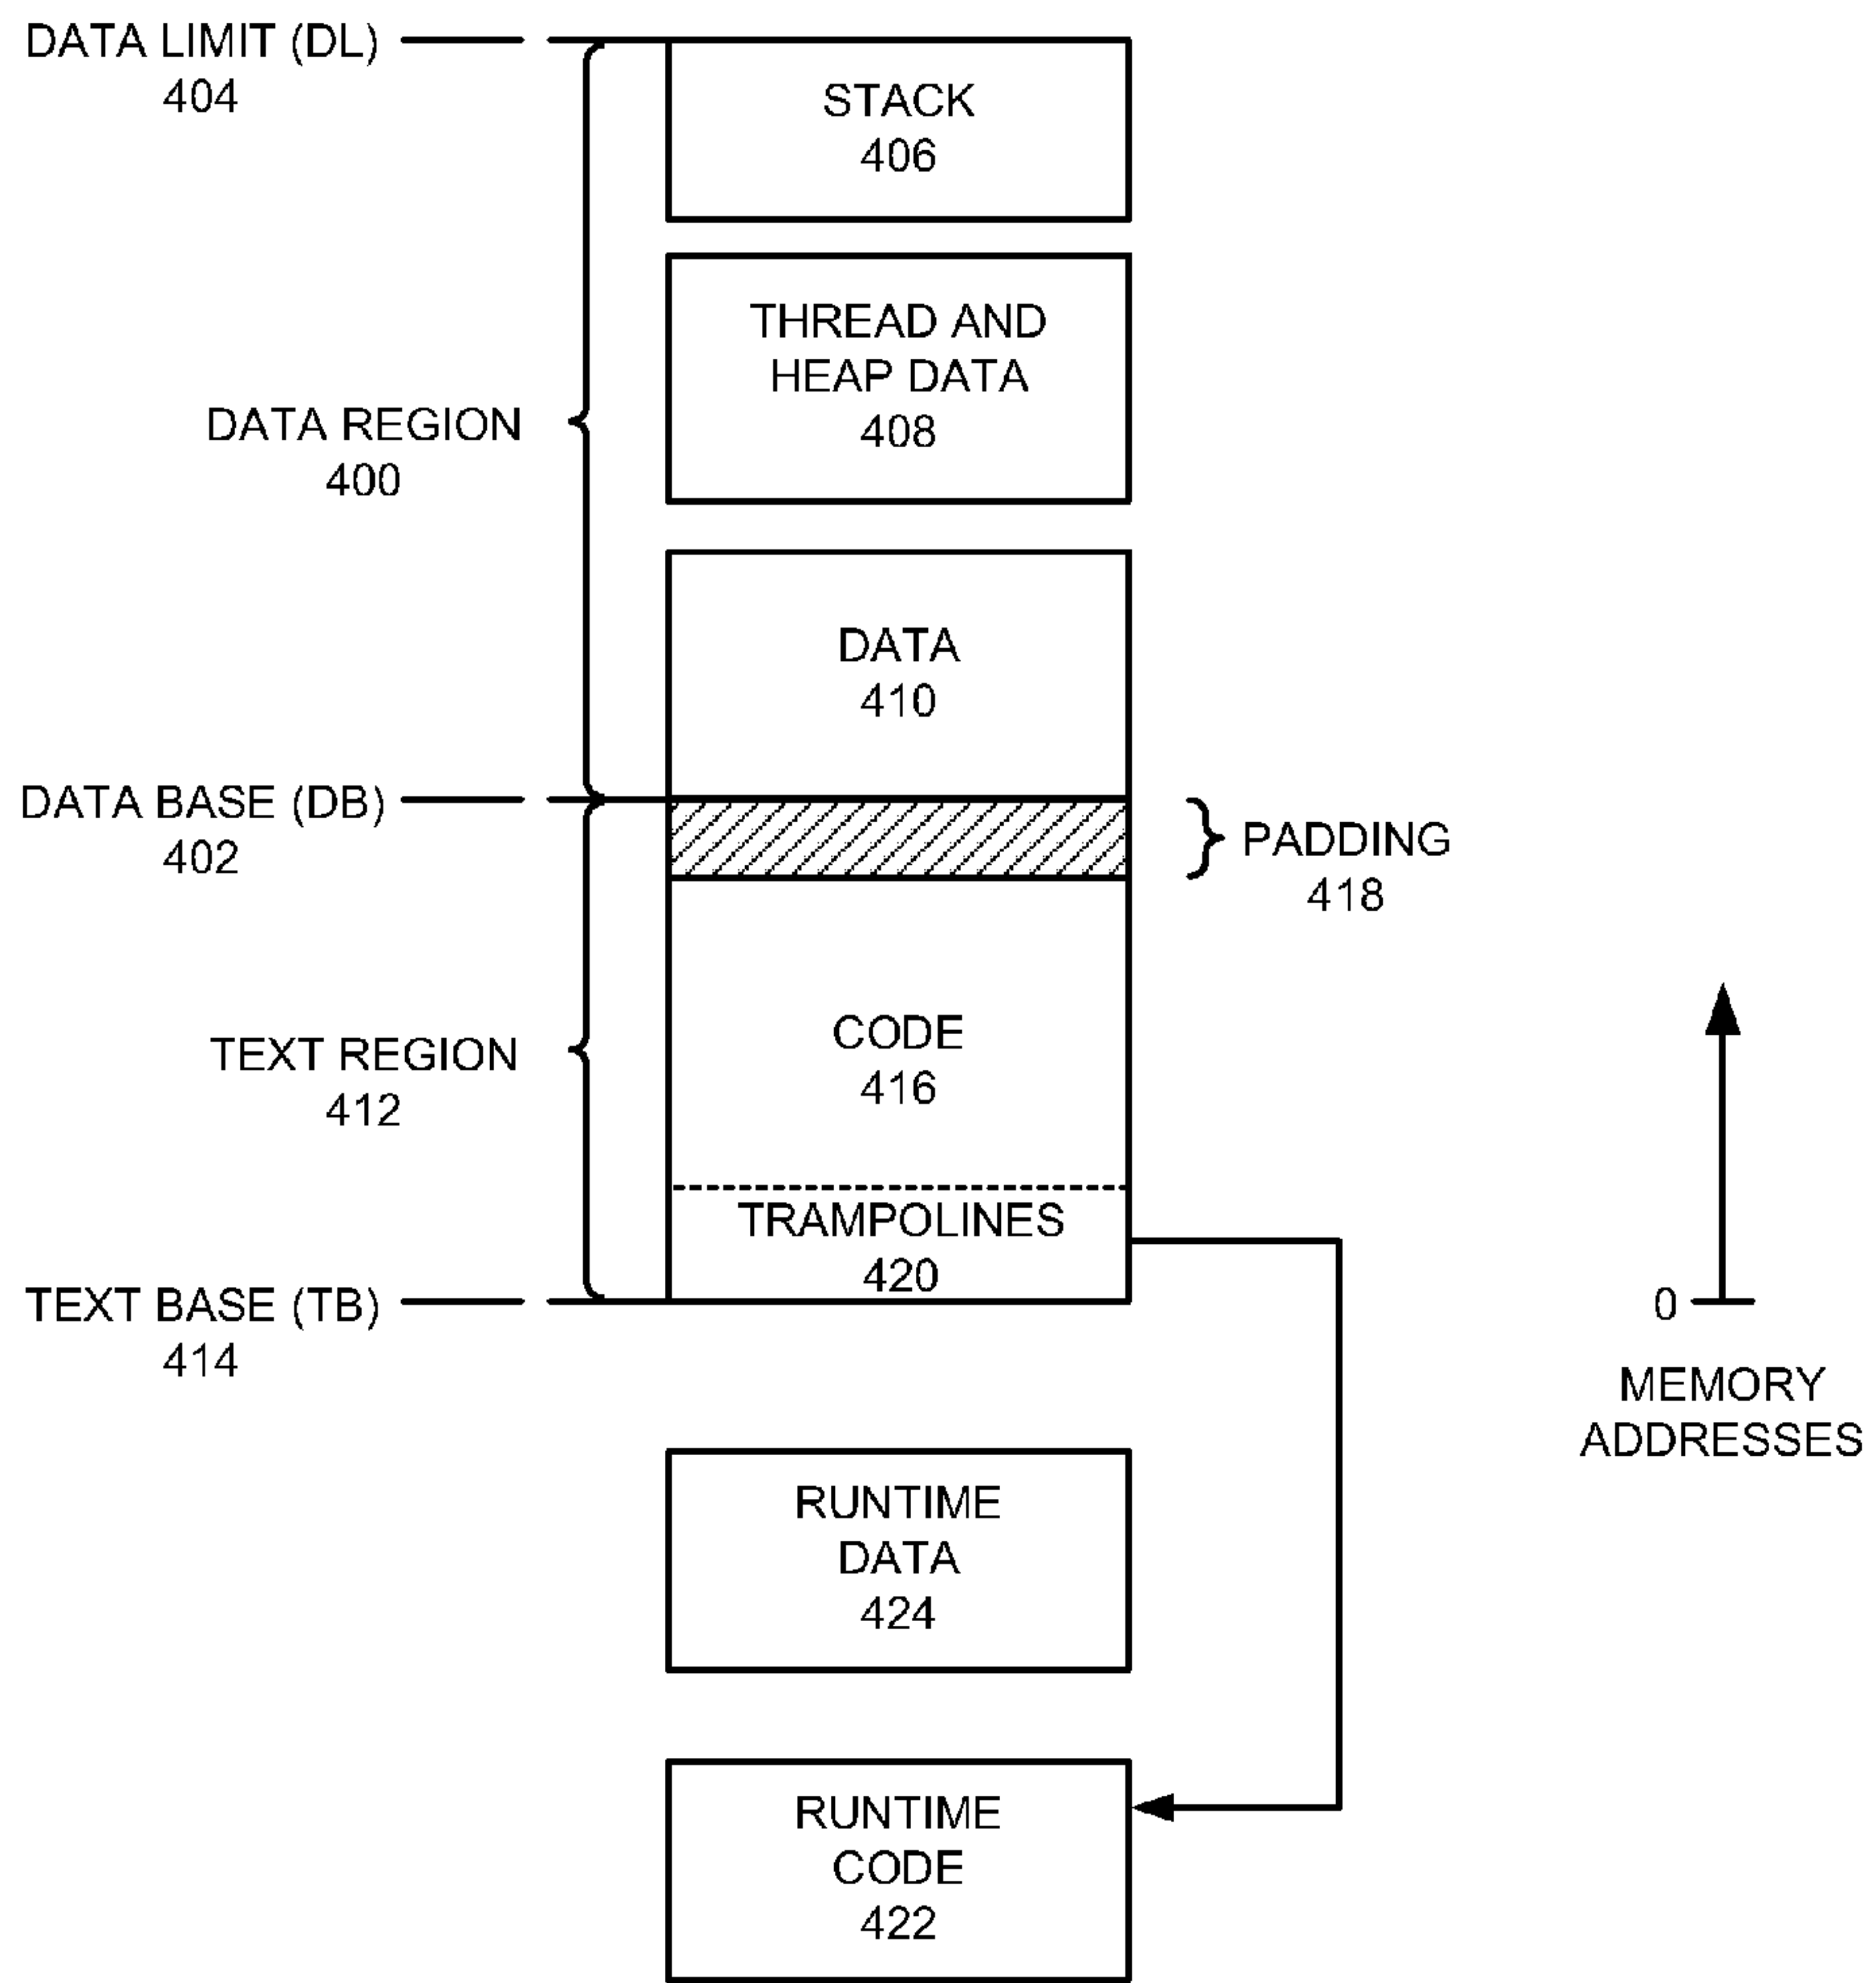 DATA LIMIT (DL)
404
STACK
406
THREAD AND
HEAP DATA
408
DATA REGION
400
DATA
410
DATA BASE (DB)
402
PADDING
418
CODE
416
TEXT REGION
412
TRAMPOLINES
420
TEXT BASE (TB)
414
0
MEMORY
ADDRESSES
RUNTIME
DATA
424
RUNTIME
CODE
422